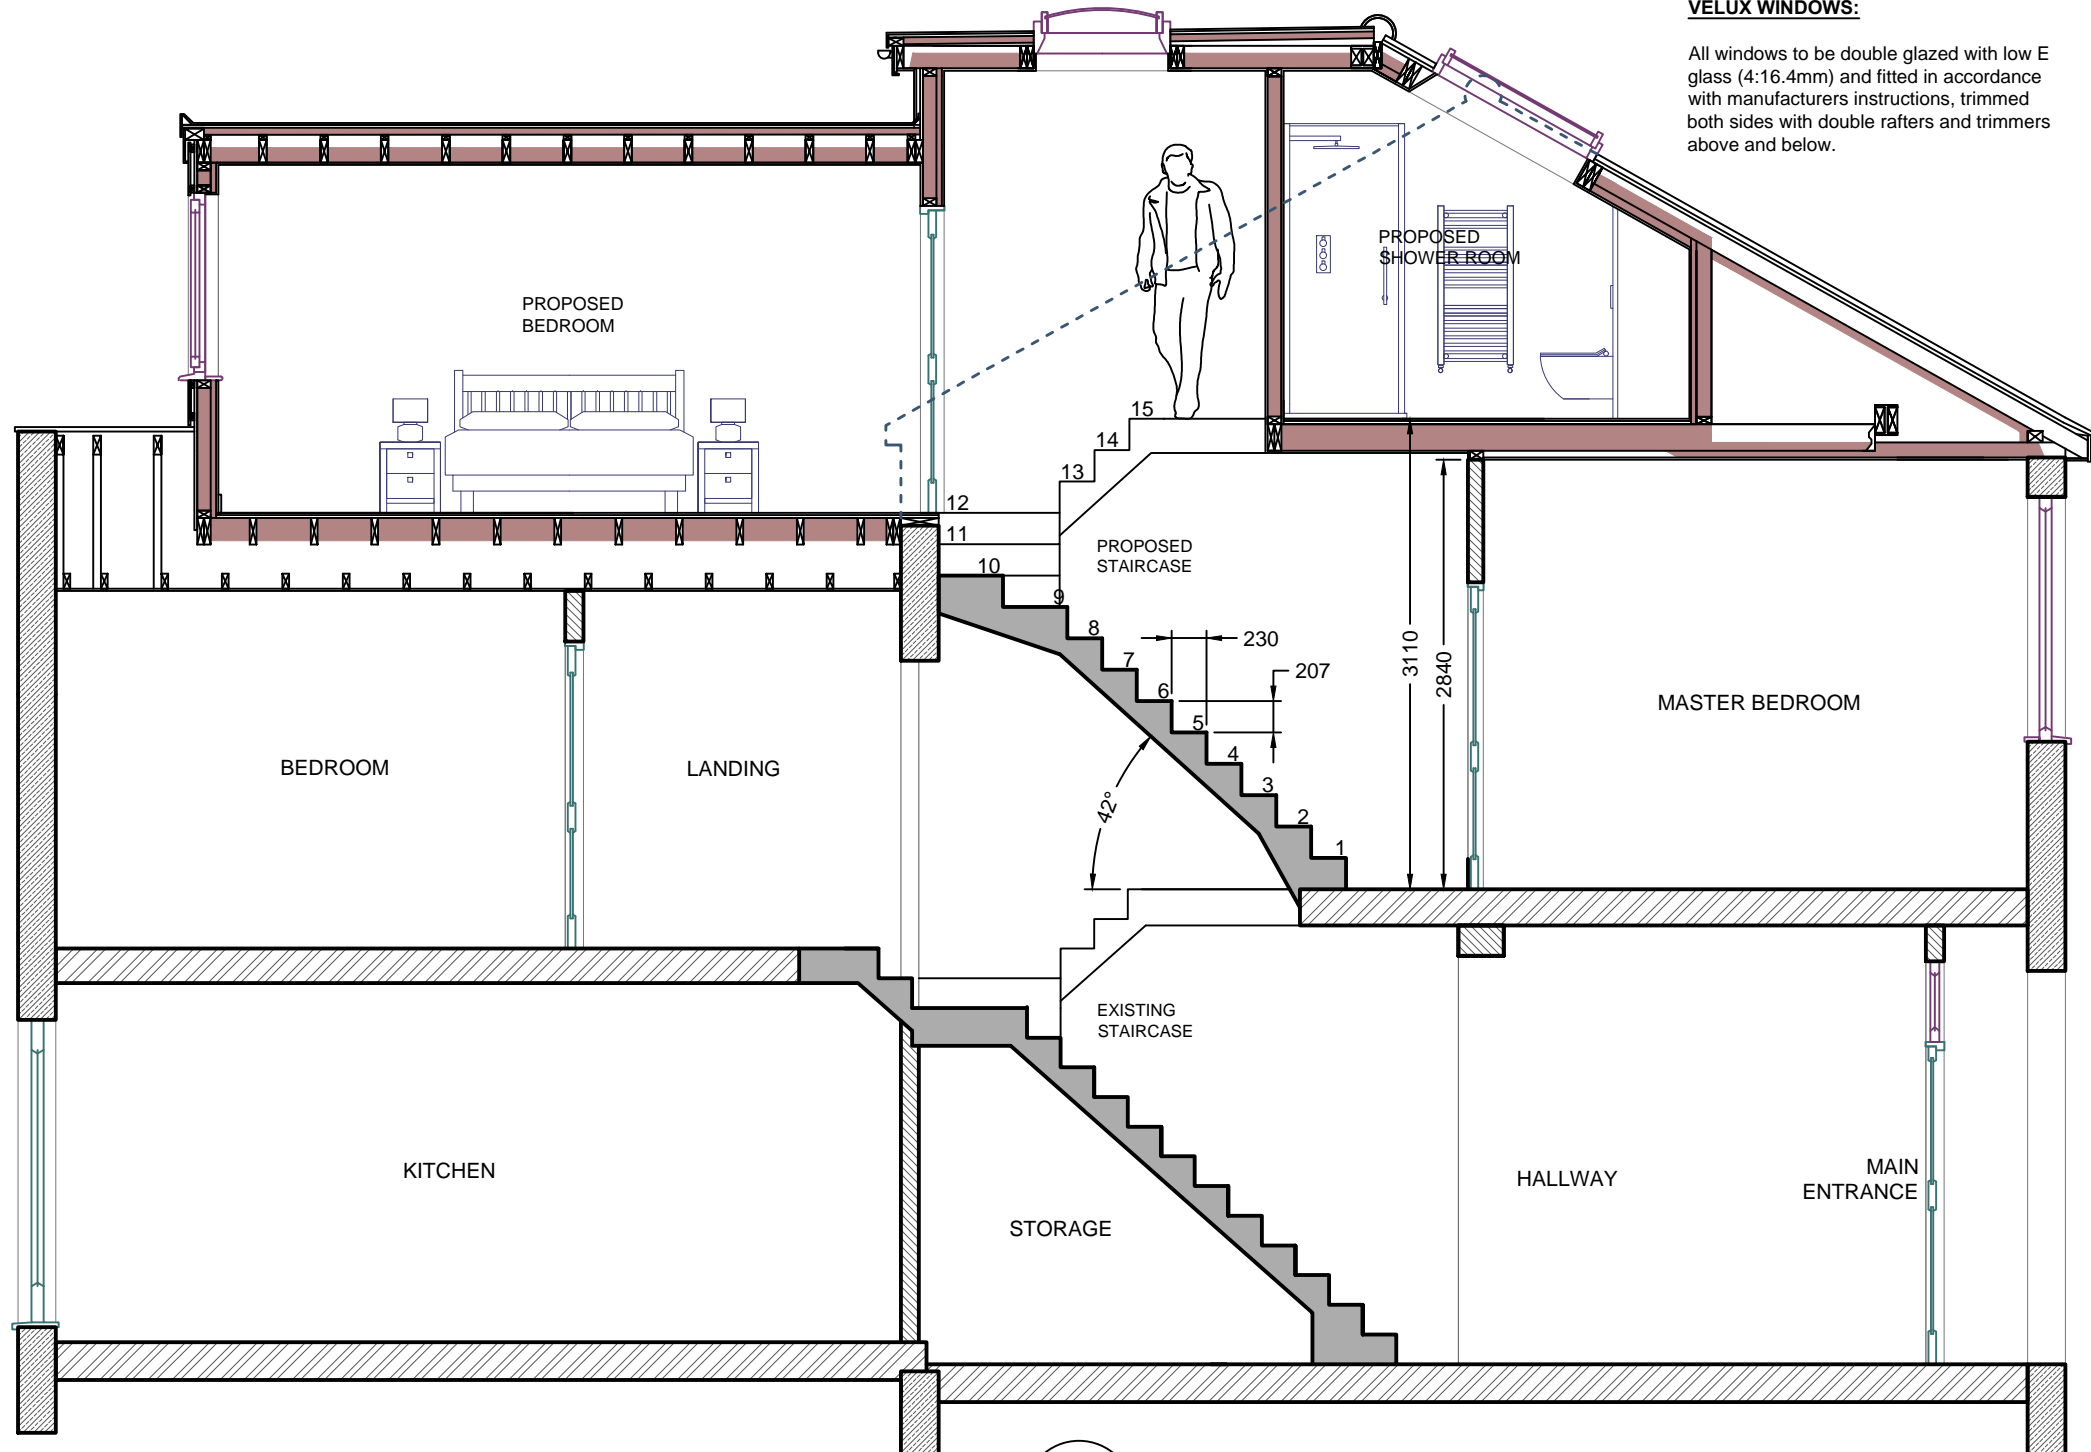 VELUX WINDOWS:
All windows to be double glazed with low E
glass (4:16.4mm) and fitted in accordance
with manufacturers instructions, trimmed
both sides with double rafters and trimmers
above and below.
PROPOSED
SHOWER ROOM
PROPOSED
BEDROOM
15
14
13
12
11
10
9
8
7
6
5
4
3
2
1
PROPOSED
STAIRCASE
230
207
3110
2840
42°
MASTER BEDROOM
BEDROOM
LANDING
EXISTING
STAIRCASE
KITCHEN
STORAGE
HALLWAY
MAIN
ENTRANCE